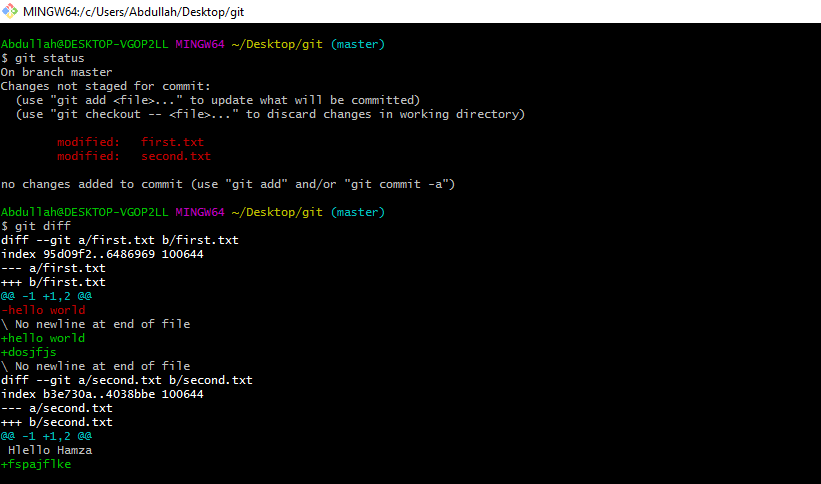 MINGW64:/c/Users/Abdullah/Desktop/git
Abdullah@DESKTOP-VGOP2LL MINGW64 ~/Desktop/git (master)
$ git status
On branch master
Changes not staged for commit:
  (use "git add <file>..." to update what will be committed)
  (use "git checkout -- <file>..." to discard changes in working directory)
        modified:   first.txt
        modified:   second.txt
no changes added to commit (use "git add" and/or "git commit -a")
Abdullah@DESKTOP-VGOP2LL MINGW64 ~/Desktop/git (master)
$ git diff
diff --git a/first.txt b/first.txt
index 95d09f2..6486969 100644
--- a/first.txt
+++ b/first.txt
@@ -1 +1,2 @@
-hello world
\ No newline at end of file
+hello world
+dosjfjs
\ No newline at end of file
diff --git a/second.txt b/second.txt
index b3e730a..4038bbe 100644
--- a/second.txt
+++ b/second.txt
@@ -1 +1,2 @@
 Hlello Hamza
+fspajflke